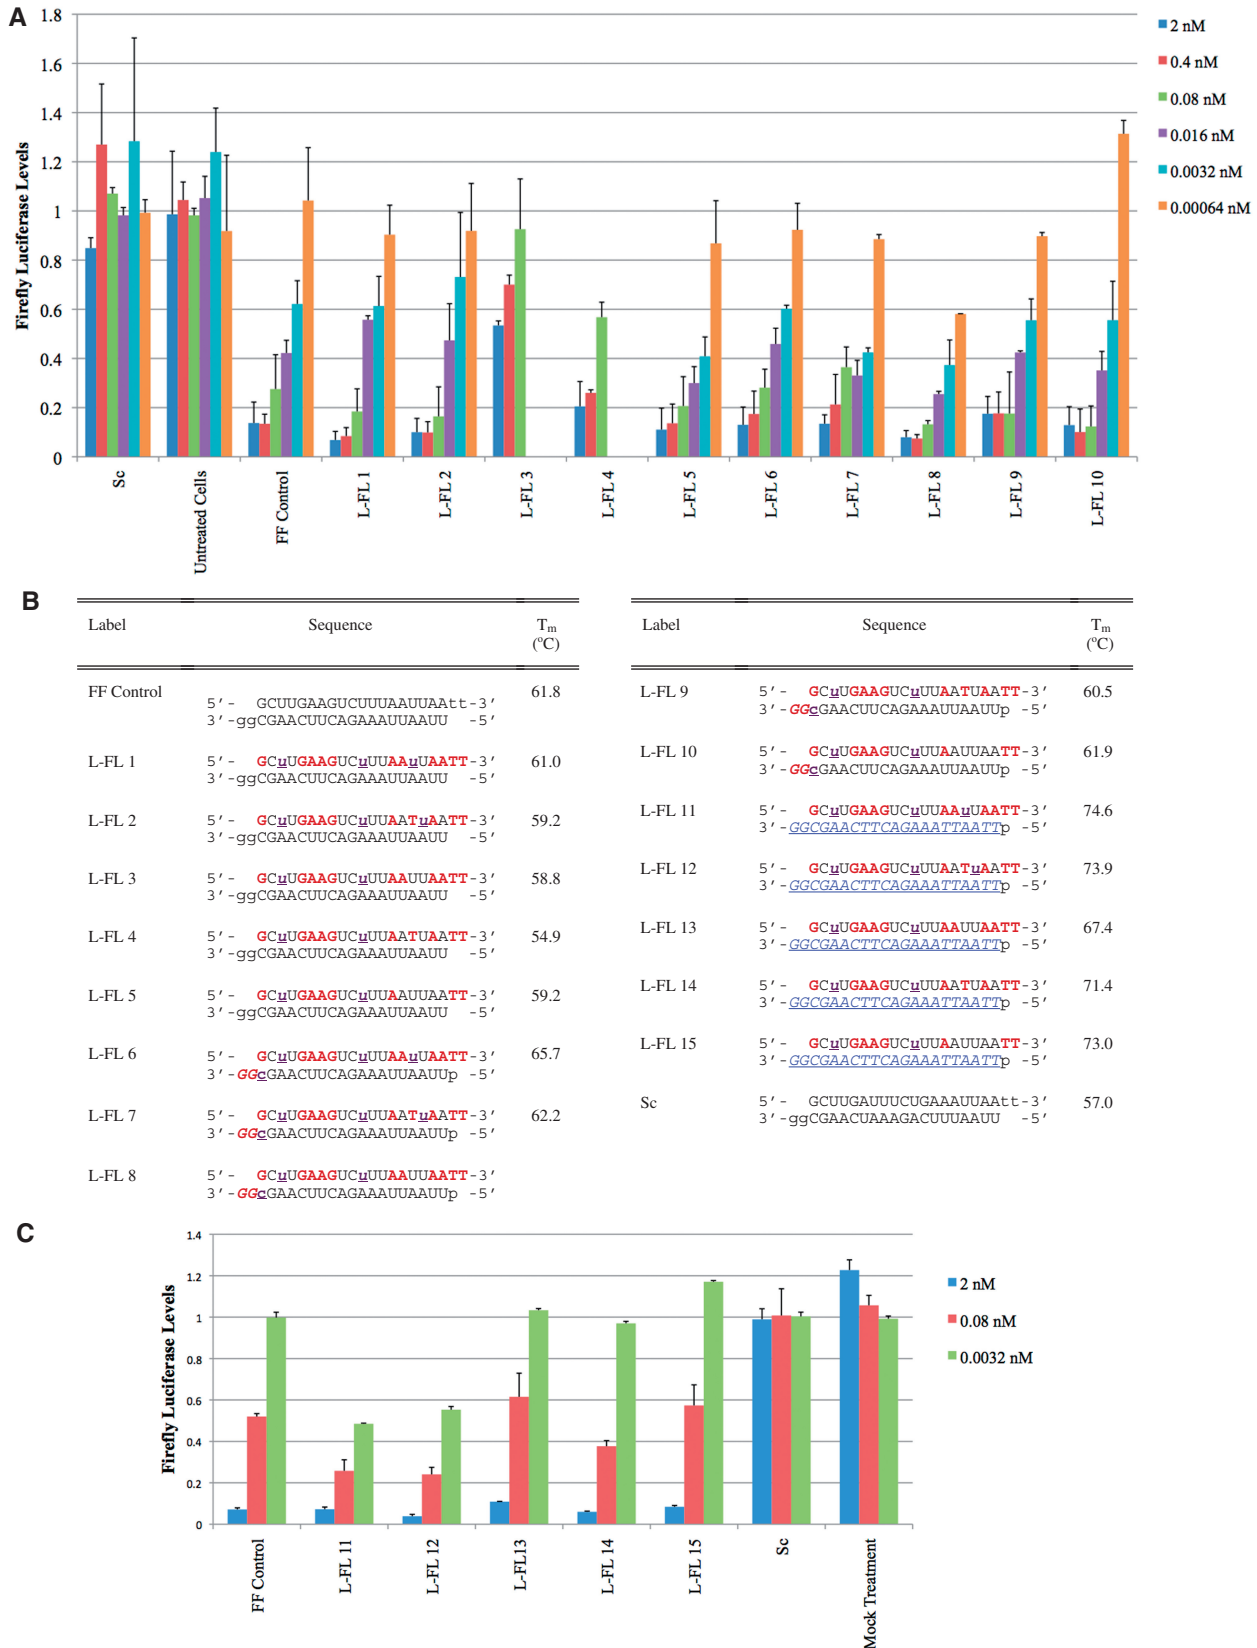 A
1.8
1.6
1.4
1.2
1
0.8
0.6
0.4
0.2
0
Firefly Luciferase Levels
Sc
Untreated Cells
FF Control
L-FL 1
L-FL 2
L-FL 3
L-FL 4
L-FL 5
L-FL 6
L-FL 7
L-FL 8
L-FL 9
L-FL 10
2 nM
0.4 nM
0.08 nM
0.016 nM
0.0032 nM
0.00064 nM
B
Label Sequence Tm (°C)
FF Control 5'- GCUUGAAGUCUUUAAUUAAtt-3' 61.8
3'-ggCGAACUUCAGAAAUUAAUU -5'
L-FL 1 5'- GCuUGAAGUCuUUAAuUAATT-3' 61.0
3'-ggCGAACUUCAGAAAUUAAUU -5'
L-FL 2 5'- GCuUGAAGUCuUUAATuAATT-3' 59.2
3'-ggCGAACUUCAGAAAUUAAUU -5'
L-FL 3 5'- GCuUGAAGUCuUUAAUUAATT-3' 58.8
3'-ggCGAACUUCAGAAAUUAAUU -5'
L-FL 4 5'- GCuUGAAGUCuUUAATUAATT-3' 54.9
3'-ggCGAACUUCAGAAAUUAAUU -5'
L-FL 5 5'- GCuUGAAGUCuUUAAUUAATT-3' 59.2
3'-ggCGAACUUCAGAAAUUAAUU -5'
L-FL 6 5'- GCuUGAAGUCuUUAAuUAATT-3' 65.7
3'-GGcGAACUUCAGAAAUUAAUUp -5'
L-FL 7 5'- GCuUGAAGUCuUUAATuAATT-3' 62.2
3'-GGcGAACUUCAGAAAUUAAUUp -5'
L-FL 8 5'- GCuUGAAGUCuUUAAUUAATT-3'
3'-GGcGAACUUCAGAAAUUAAUUp -5'
Label Sequence Tm (°C)
L-FL 9 5'- GCuUGAAGUCuUUAATUAATT-3' 60.5
3'-GGcGAACUUCAGAAAUUAAUUp -5'
L-FL 10 5'- GCuUGAAGUCuUUAAUUAATT-3' 61.9
3'-GGcGAACUUCAGAAAUUAAUUp -5'
L-FL 11 5'- GCuUGAAGUCuUUAAuUAATT-3' 74.6
3'-GGCGAACTTCAGAAATTAATTp -5'
L-FL 12 5'- GCuUGAAGUCuUUAATuAATT-3' 73.9
3'-GGCGAACTTCAGAAATTAATTp -5'
L-FL 13 5'- GCuUGAAGUCuUUAAUUAATT-3' 67.4
3'-GGCGAACTTCAGAAATTAATTp -5'
L-FL 14 5'- GCuUGAAGUCuUUAATUAATT-3' 71.4
3'-GGCGAACTTCAGAAATTAATTp -5'
L-FL 15 5'- GCuUGAAGUCuUUAAUUAATT-3' 73.0
3'-GGCGAACTTCAGAAATTAATTp -5'
Sc 5'- GCUUGAUUUCUGAAAUUAAtt-3' 57.0
3'-ggCGAACUAAAGACUUUAAUU -5'
C
1.4
1.2
1
0.8
0.6
0.4
0.2
0
Firefly Luciferase Levels
FF Control
L-FL 11
L-FL 12
L-FL13
L-FL 14
L-FL 15
Sc
Mock Treatment
2 nM
0.08 nM
0.0032 nM